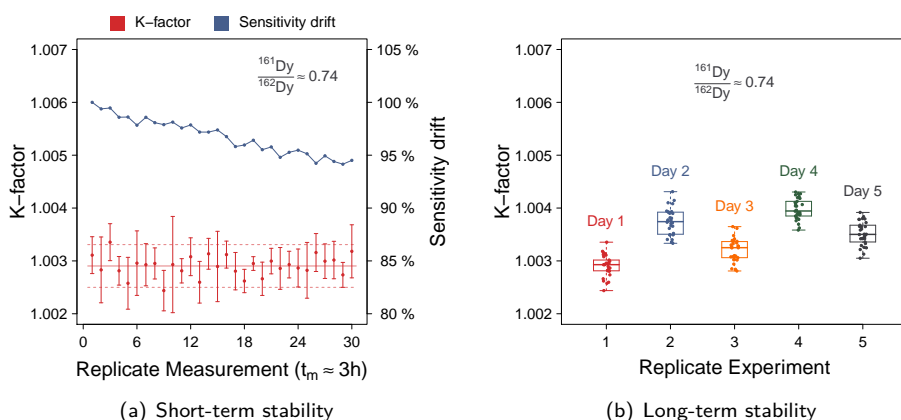 K−factor
Sensitivity drift
1.007
1.006
1.005
1.004
1.003
1.002
K−factor
161Dy
162Dy ≈ 0.74
105 %
100 %
95 %
90 %
85 %
80 %
Sensitivity drift
0 6 12 18 24 30
Replicate Measurement (tm ≈ 3h)
(a) Short-term stability
1.007
1.006
1.005
1.004
1.003
1.002
K−factor
161Dy
162Dy ≈ 0.74
Day 1
Day 2
Day 3
Day 4
Day 5
1 2 3 4 5
Replicate Experiment
(b) Long-term stability